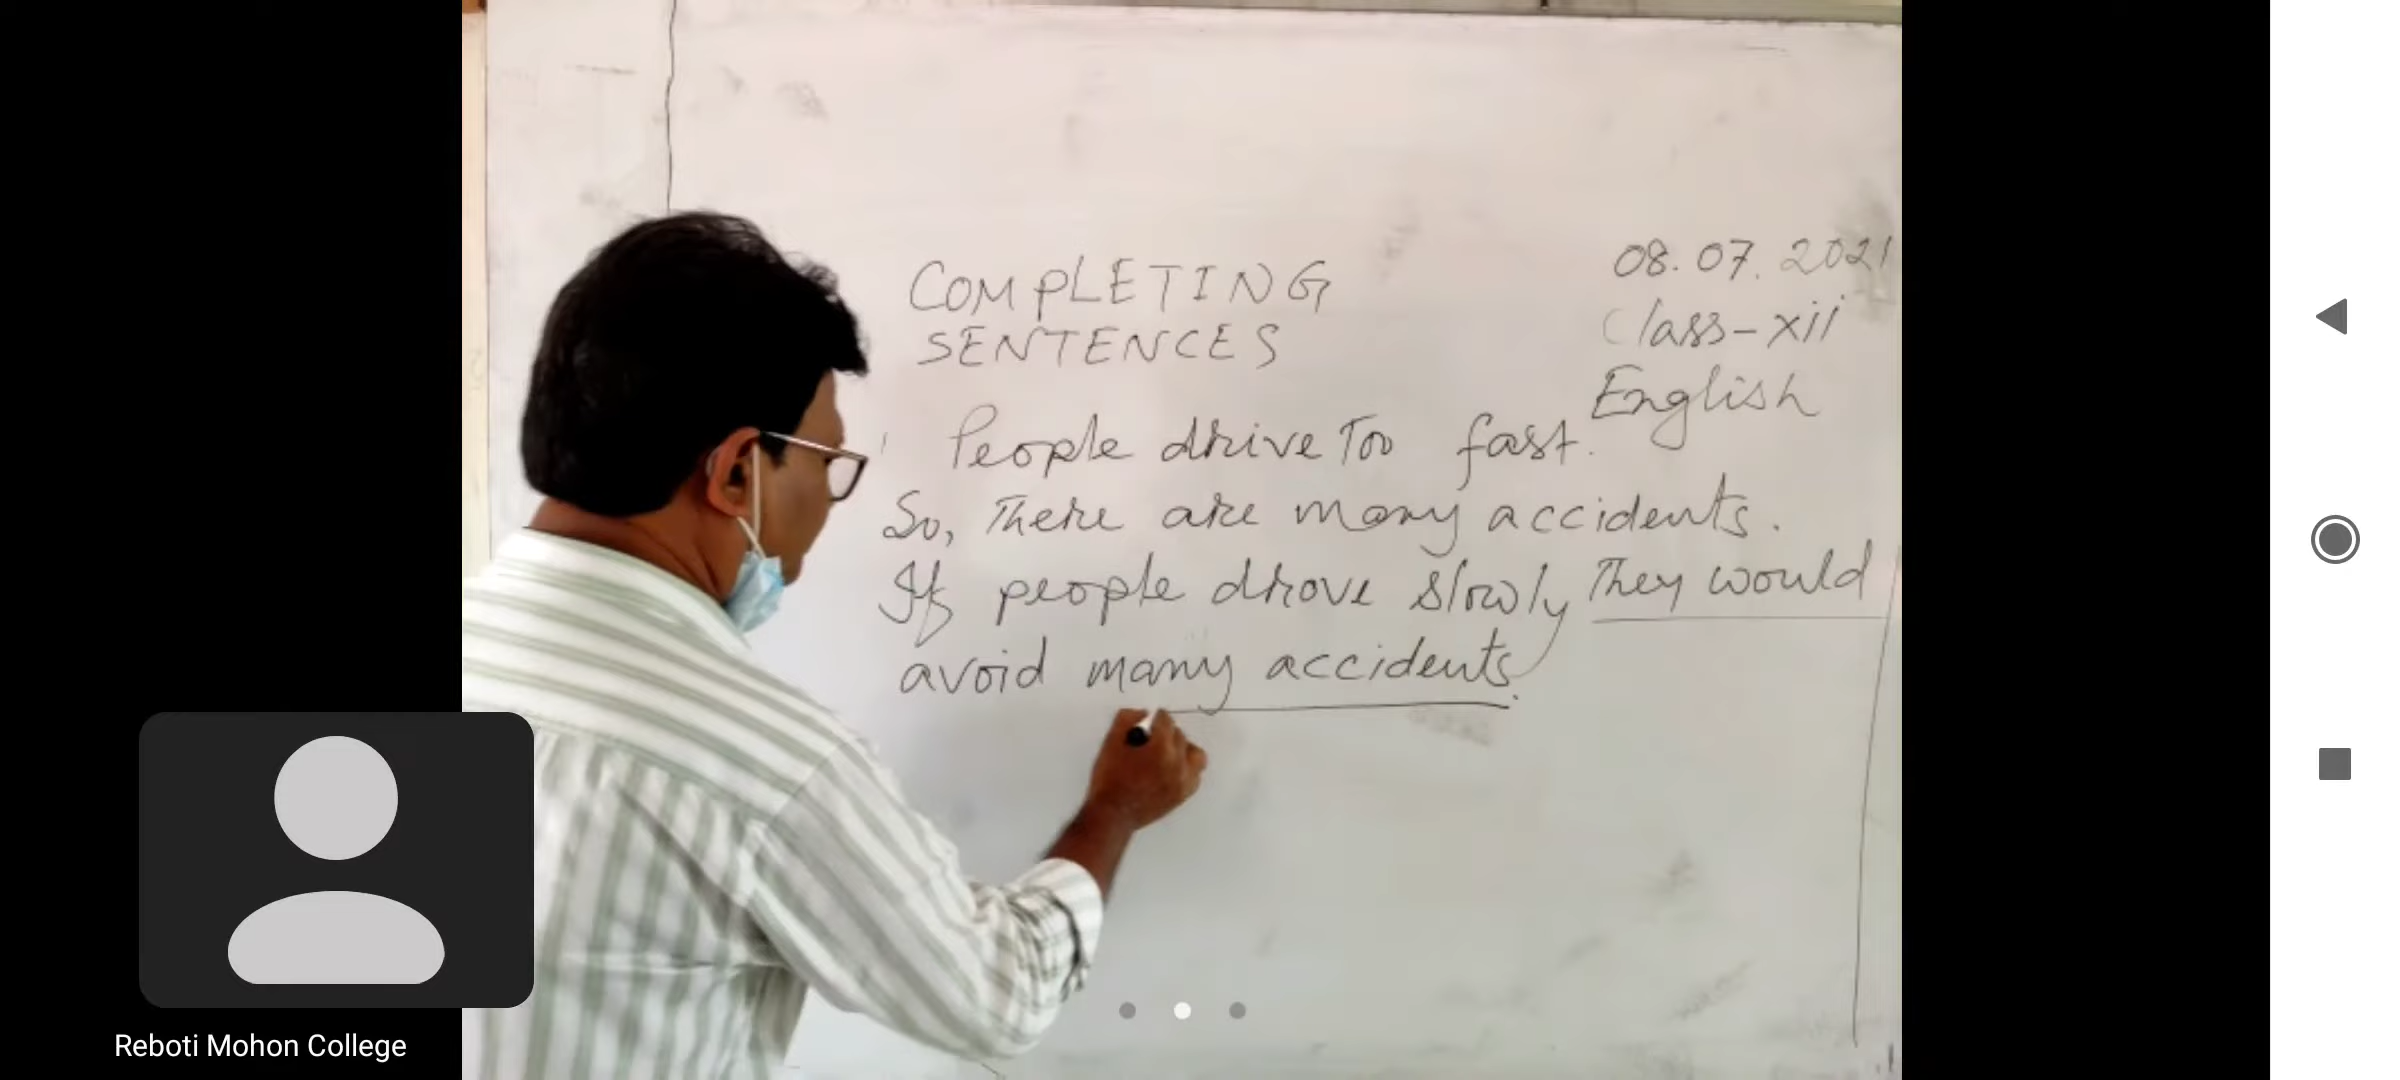 COMPLETING
SENTENCES
08.07.2021
Class-xii
English
People drive Too fast.
So, There are many accidents.
If people drove slowly They would
avoid many accidents.
Reboti Mohon College